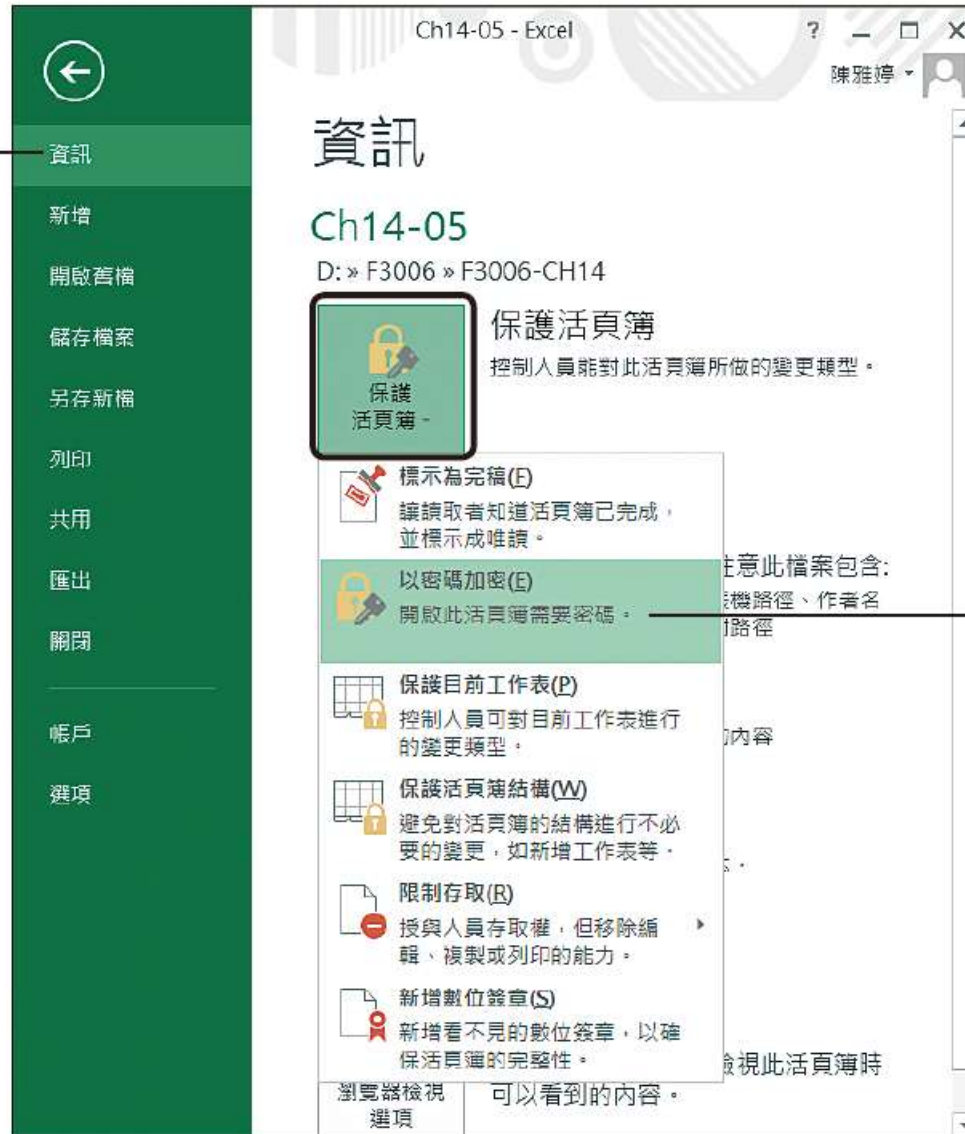 Ch14-05 - Excel
?
陳雅婷
資訊
新增
開啟舊檔
儲存檔案
另存新檔
列印
共用
匯出
關閉
帳戶
選項
資訊
Ch14-05
D: » F3006 » F3006-CH14
保護
活頁簿
保護活頁簿
控制人員能對此活頁簿所做的變更類型。
標示為完稿(F)
讓讀取者知道活頁簿已完成，
並標示成唯讀。
以密碼加密(E)
開啟此活頁簿需要密碼。
保護目前工作表(P)
控制人員可對目前工作表進行
的變更類型。
保護活頁簿結構(W)
避免對活頁簿的結構進行不必
要的變更，如新增工作表等。
限制存取(R)
授與人員存取權，但移除編
輯、複製或列印的能力。
新增數位簽章(S)
新增看不見的數位簽章，以確
保活頁簿的完整性。
意此檔案包含:
機路徑、作者名
路徑
內容
檢視此活頁簿時
可以看到的內容。
瀏覽器檢視
選項